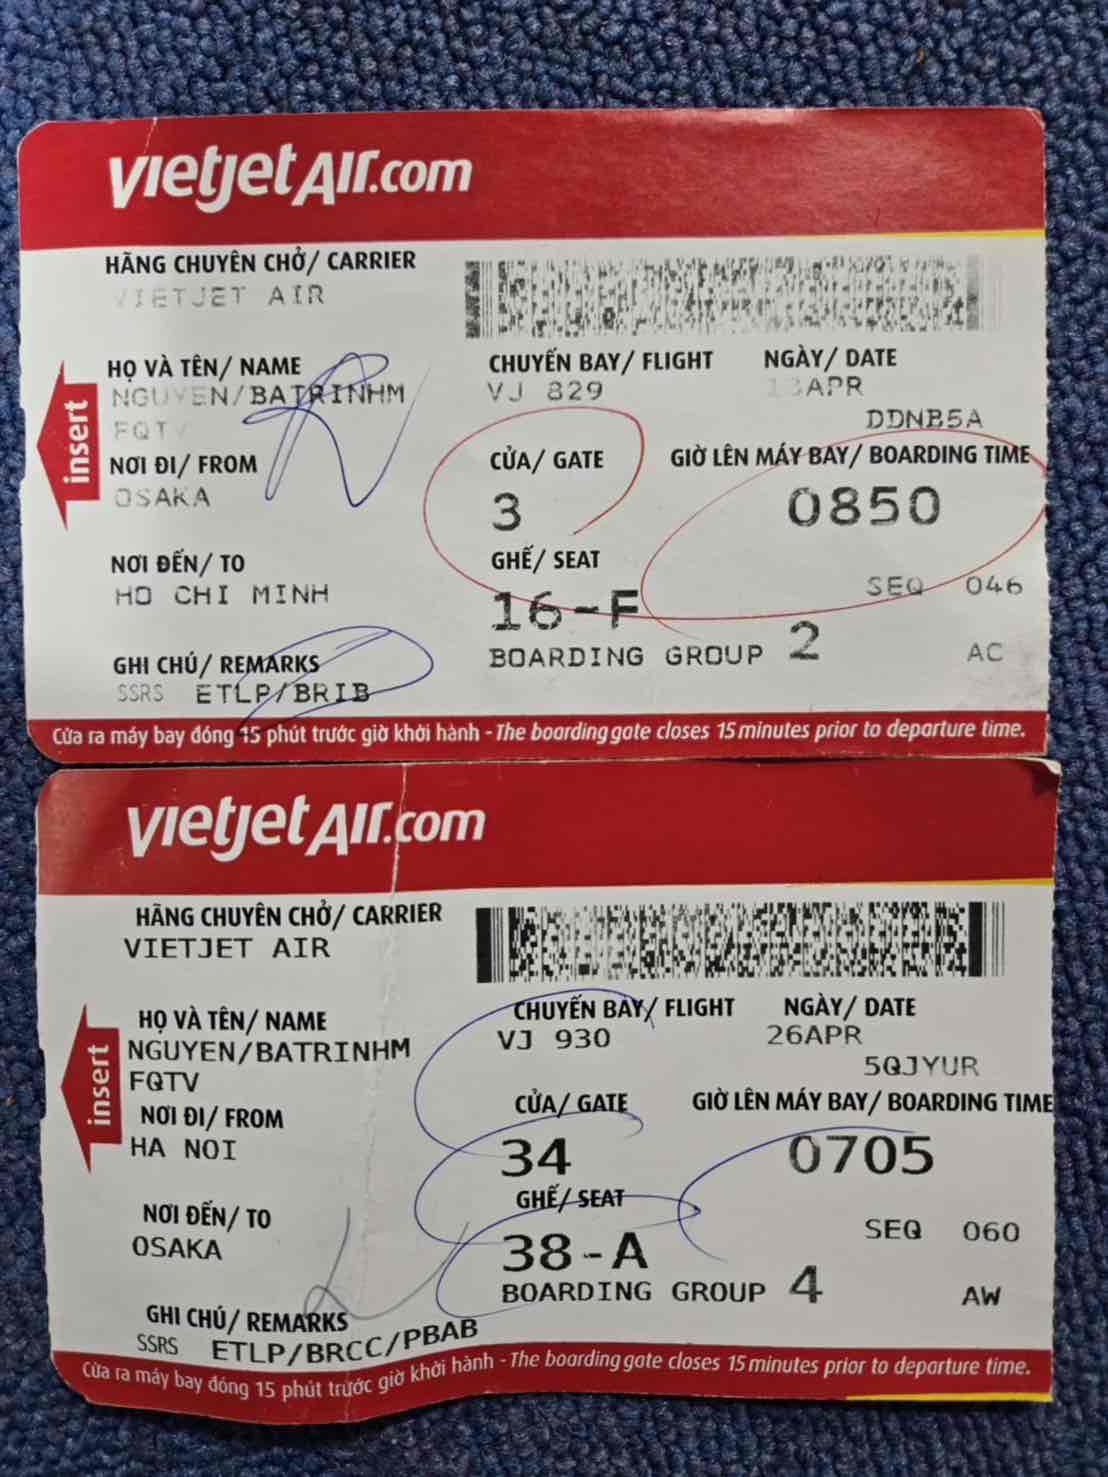 vietjetAir.com
HÃNG CHUYÊN CHỞ/ CARRIER
VIETJET AIR
HỌ VÀ TÊN/ NAME
NGUYEN/BATRINHM
FQTV
NƠI ĐI/ FROM
OSAKA
NƠI ĐẾN/ TO
HO CHI MINH
GHI CHÚ/ REMARKS
SSRS ETLP/BRIB
CHUYẾN BAY/ FLIGHT
VJ 829
NGÀY/ DATE
13APR
DDNB5A
CỬA/ GATE
3
GIỜ LÊN MÁY BAY/ BOARDING TIME
0850
GHẾ/ SEAT
16-F
SEQ 046
BOARDING GROUP 2
AC
insert
Cửa ra máy bay đóng 15 phút trước giờ khởi hành - The boarding gate closes 15 minutes prior to departure time.
vietjetAir.com
HÃNG CHUYÊN CHỞ/ CARRIER
VIETJET AIR
HỌ VÀ TÊN/ NAME
NGUYEN/BATRINHM
FQTV
NƠI ĐI/ FROM
HA NOI
NƠI ĐẾN/ TO
OSAKA
GHI CHÚ/ REMARKS
SSRS ETLP/BRCC/PBAB
CHUYẾN BAY/ FLIGHT
VJ 930
NGÀY/ DATE
26APR
5QJYUR
CỬA/ GATE
34
GIỜ LÊN MÁY BAY/ BOARDING TIME
0705
GHẾ/ SEAT
38-A
SEQ 060
BOARDING GROUP 4
AW
insert
Cửa ra máy bay đóng 15 phút trước giờ khởi hành - The boarding gate closes 15 minutes prior to departure time.